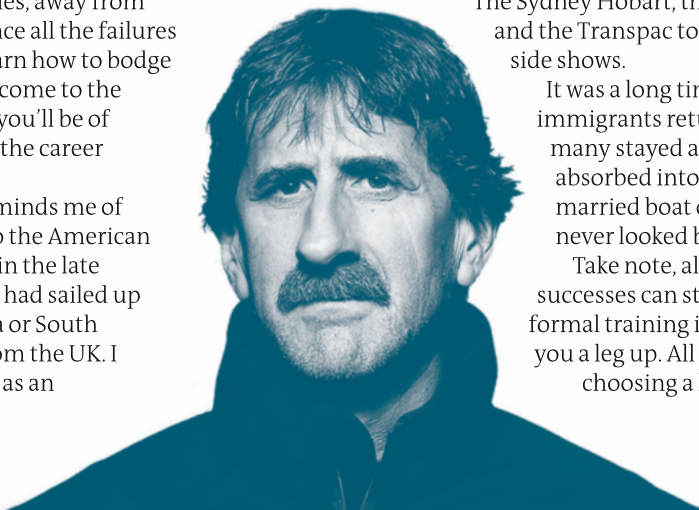 away from
nce all the failures
arn how to bodge
come to the
you'll be of
the career
minds me of
the American
in the late
had sailed up
or South
om the UK. I
as an
The Sydney Hobart, th
and the Transpac to
side shows.
It was a long tin
immigrants retu
many stayed a
absorbed into
married boat
never looked b
Take note, al
successes can st
formal training i
you a leg up. All
choosing a